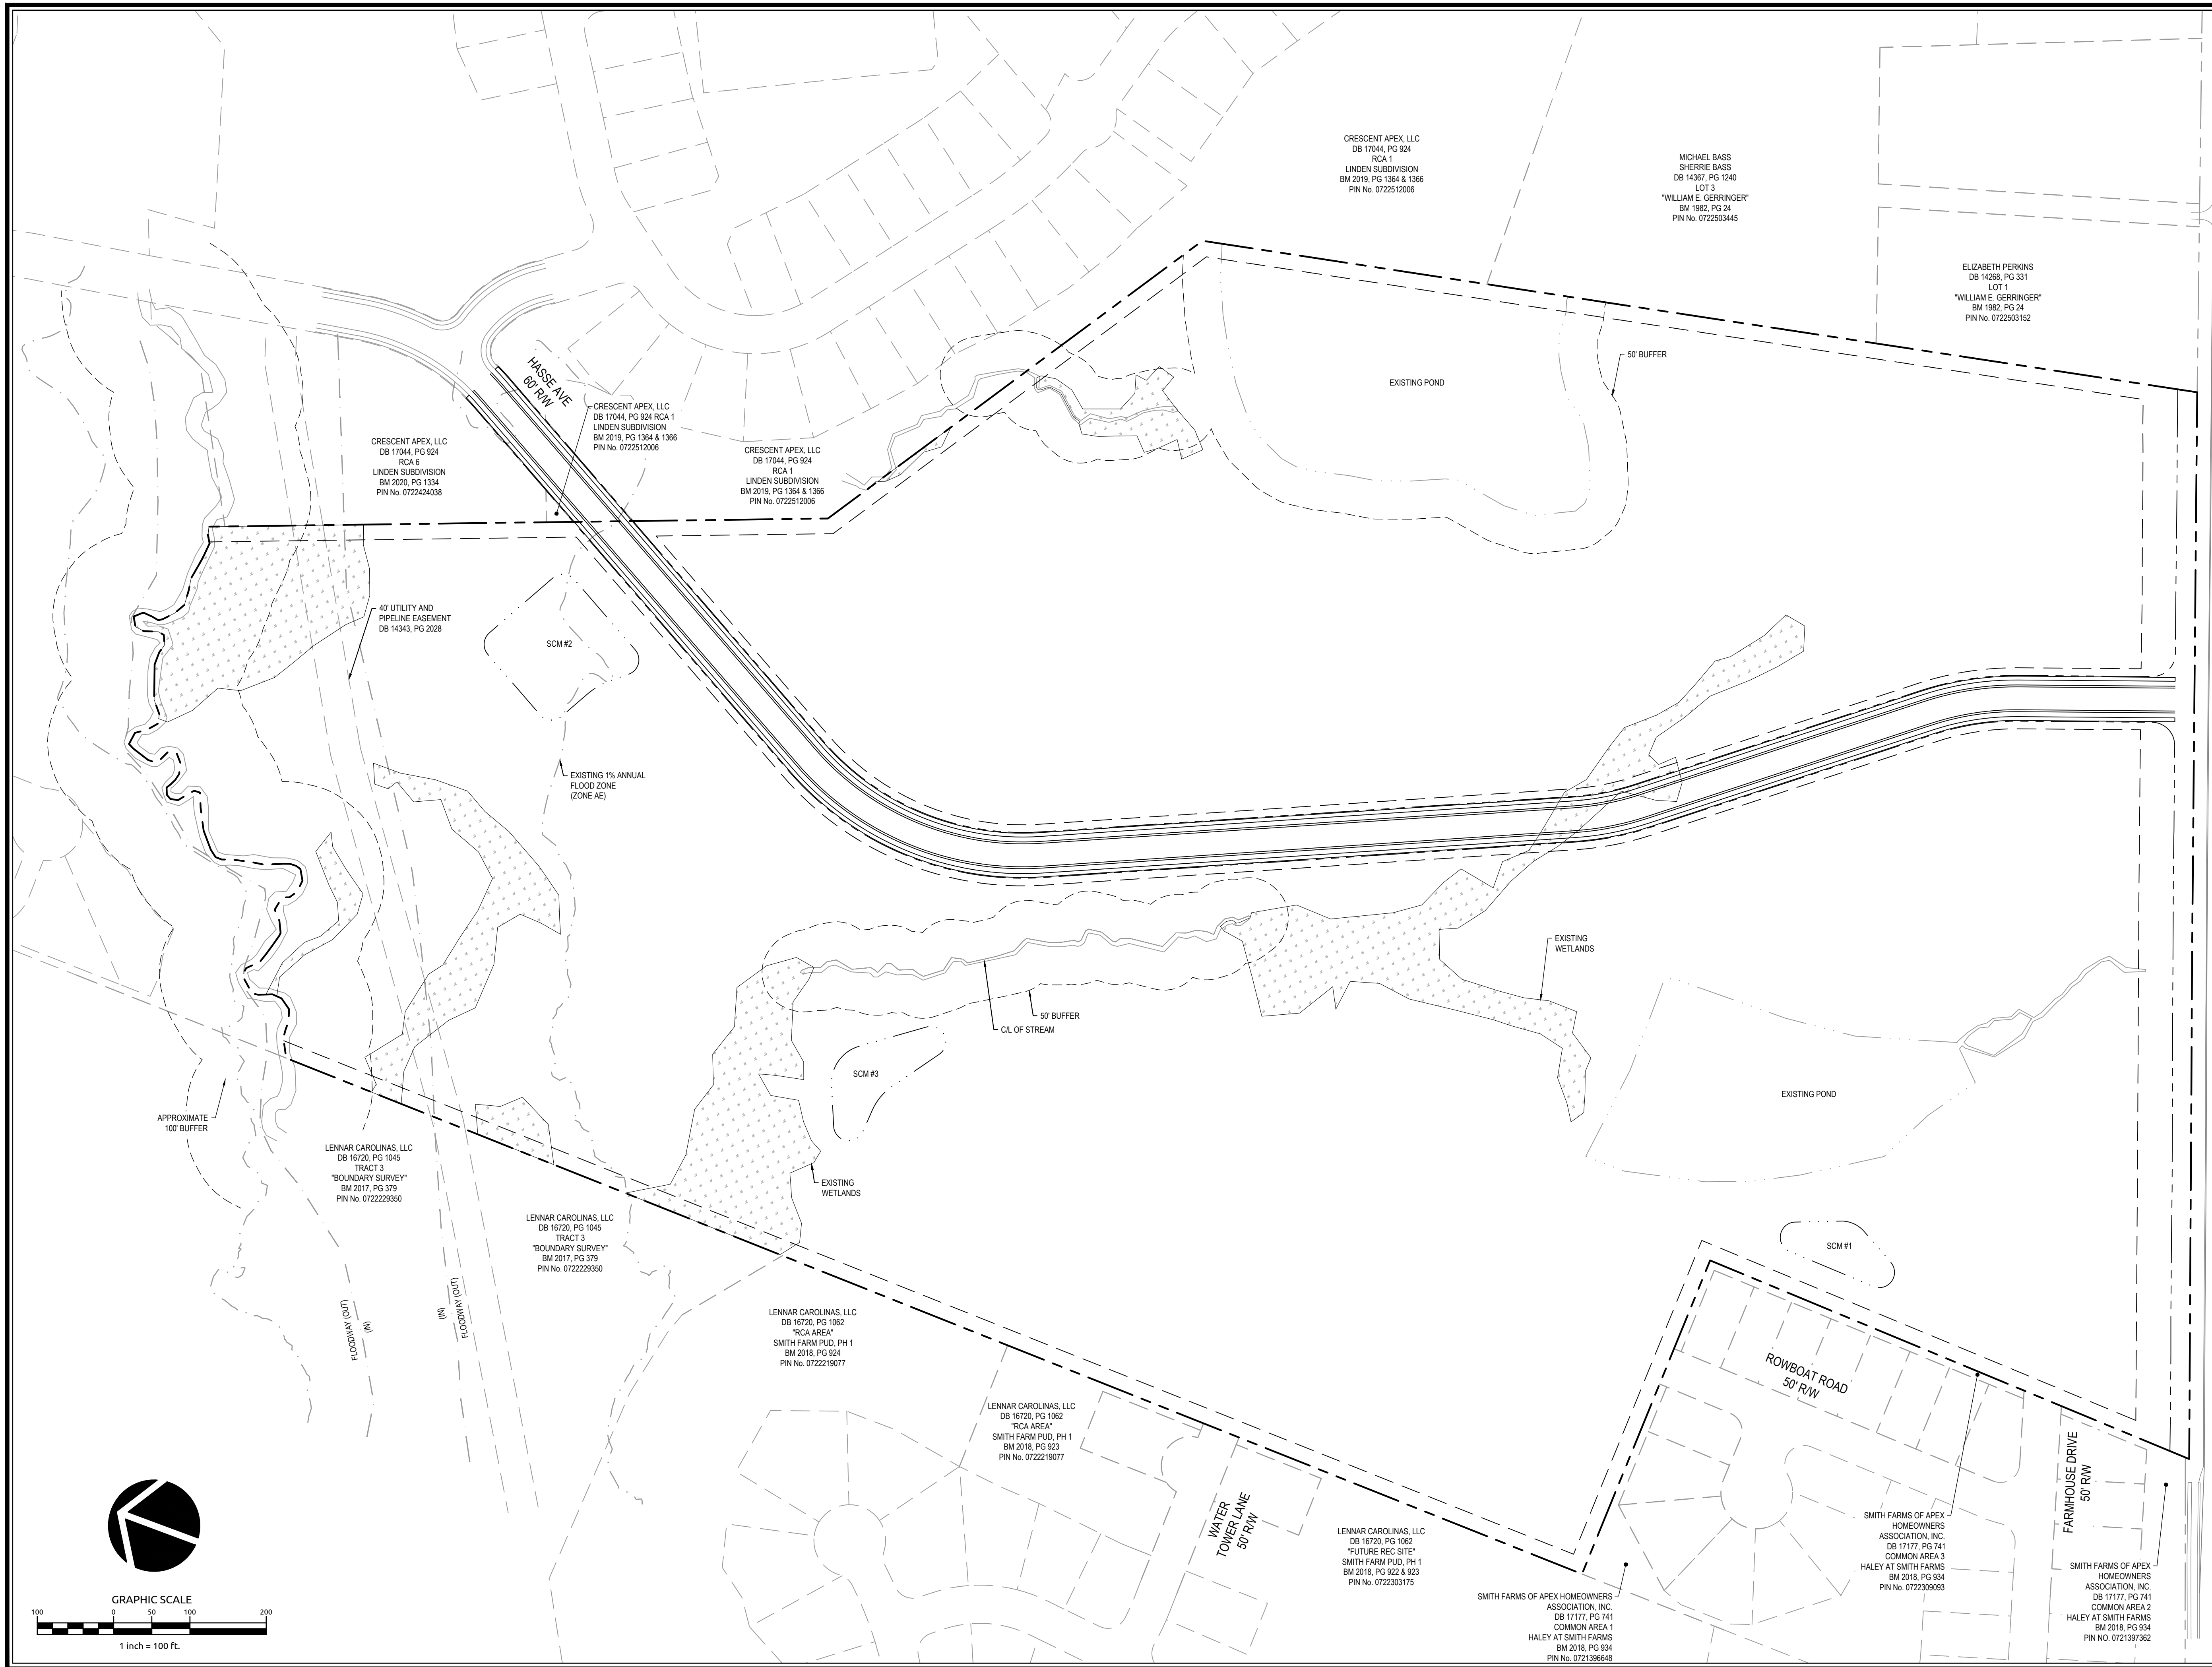 CRESCENT APEX, LLC
DB 17044, PG 924
RCA 1
LINDEN SUBDIVISION
BM 2019, PG 1364 & 1366
PIN No. 0722512006
MICHAEL BASS
SHERRIE BASS
DB 14367, PG 1240
LOT 3
"WILLIAM E. GERRINGER"
BM 1982, PG 24
PIN No. 0722503445
ELIZABETH PERKINS
DB 14268, PG 331
LOT 1
"WILLIAM E. GERRINGER"
BM 1982, PG 24
PIN No. 0722503152
50' BUFFER
EXISTING POND
HASSE AVE
60' R/W
CRESCENT APEX, LLC
DB 17044, PG 924 RCA 1
LINDEN SUBDIVISION
BM 2019, PG 1364 & 1366
PIN No. 0722512006
CRESCENT APEX, LLC
DB 17044, PG 924
RCA 6
LINDEN SUBDIVISION
BM 2020, PG 1334
PIN No. 0722424038
CRESCENT APEX, LLC
DB 17044, PG 924
RCA 1
LINDEN SUBDIVISION
BM 2019, PG 1364 & 1366
PIN No. 0722512006
40' UTILITY AND
PIPELINE EASEMENT
DB 14343, PG 2028
SCM #2
EXISTING 1% ANNUAL
FLOOD ZONE
(ZONE AE)
EXISTING
WETLANDS
50' BUFFER
C/L OF STREAM
SCM #3
EXISTING POND
APPROXIMATE
100' BUFFER
LENNAR CAROLINAS, LLC
DB 16720, PG 1045
TRACT 3
"BOUNDARY SURVEY"
BM 2017, PG 379
PIN No. 0722229350
EXISTING
WETLANDS
LENNAR CAROLINAS, LLC
DB 16720, PG 1045
TRACT 3
"BOUNDARY SURVEY"
BM 2017, PG 379
PIN No. 0722229350
SCM #1
FLOODWAY (OUT)
(IN)
(IN)
FLOODWAY (OUT)
LENNAR CAROLINAS, LLC
DB 16720, PG 1062
"RCA AREA"
SMITH FARM PUD, PH 1
BM 2018, PG 924
PIN No. 0722219077
ROWBOAT ROAD
50' R/W
LENNAR CAROLINAS, LLC
DB 16720, PG 1062
"RCA AREA"
SMITH FARM PUD, PH 1
BM 2018, PG 923
PIN No. 0722219077
WATER
TOWER LANE
50' R/W
FARMHOUSE DRIVE
50' R/W
LENNAR CAROLINAS, LLC
DB 16720, PG 1062
"FUTURE REC SITE"
SMITH FARM PUD, PH 1
BM 2018, PG 922 & 923
PIN No. 0722303175
SMITH FARMS OF APEX
HOMEOWNERS
ASSOCIATION, INC.
DB 17177, PG 741
COMMON AREA 3
HALEY AT SMITH FARMS
BM 2018, PG 934
PIN No. 0722309093
SMITH FARMS OF APEX
HOMEOWNERS
ASSOCIATION, INC.
DB 17177, PG 741
COMMON AREA 2
HALEY AT SMITH FARMS
BM 2018, PG 934
PIN NO. 0721397362
SMITH FARMS OF APEX HOMEOWNERS
ASSOCIATION, INC.
DB 17177, PG 741
COMMON AREA 1
HALEY AT SMITH FARMS
BM 2018, PG 934
PIN No. 0721396648
GRAPHIC SCALE
100 0 50 100 200
1 inch = 100 ft.